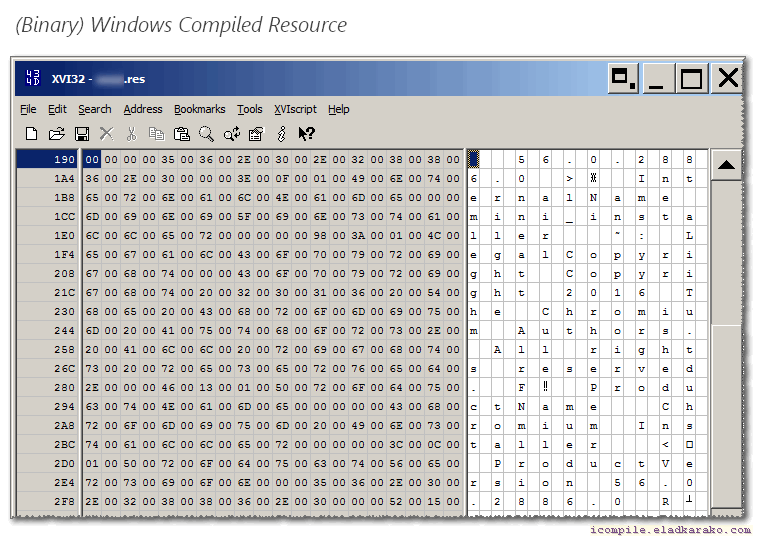 (Binary) Windows Compiled Resource
XVI32 - .res
File Edit Search Address Bookmarks Tools XVIscript Help
190 00 00 00 00 35 00 36 00 2E 00 30 00 2E 00 32 00 38 00 38 00 5 6 . 0 . 2 8 8
1A4 36 00 2E 00 30 00 00 00 3E 00 0F 00 01 00 49 00 6E 00 74 00 6 . 0 > ¤ I n t
1B8 65 00 72 00 6E 00 61 00 6C 00 4E 00 61 00 6D 00 65 00 00 00 e r n a l N a m e
1CC 6D 00 69 00 6E 00 69 00 5F 00 69 00 6E 00 73 00 74 00 61 00 m i n i _ i n s t a
1E0 6C 00 6C 00 65 00 72 00 00 00 00 00 98 00 3A 00 01 00 4C 00 l l e r ˜ : L
1F4 65 00 67 00 61 00 6C 00 43 00 6F 00 70 00 79 00 72 00 69 00 e g a l C o p y r i
208 67 00 68 00 74 00 00 00 43 00 6F 00 70 00 79 00 72 00 69 00 g h t C o p y r i
21C 67 00 68 00 74 00 20 00 32 00 30 00 31 00 36 00 20 00 54 00 g h t 2 0 1 6 T
230 68 00 65 00 20 00 43 00 68 00 72 00 6F 00 6D 00 69 00 75 00 h e C h r o m i u
244 6D 00 20 00 41 00 75 00 74 00 68 00 6F 00 72 00 73 00 2E 00 m A u t h o r s .
258 20 00 41 00 6C 00 6C 00 20 00 72 00 69 00 67 00 68 00 74 00 A l l r i g h t
26C 73 00 20 00 72 00 65 00 73 00 65 00 72 00 76 00 65 00 64 00 s r e s e r v e d
280 2E 00 00 00 46 00 13 00 01 00 50 00 72 00 6F 00 64 00 75 00 . F ‼ P r o d u
294 63 00 74 00 4E 00 61 00 6D 00 65 00 00 00 00 00 43 00 68 00 c t N a m e C h
2A8 72 00 6F 00 6D 00 69 00 75 00 6D 00 20 00 49 00 6E 00 73 00 r o m i u m I n s
2BC 74 00 61 00 6C 00 6C 00 65 00 72 00 00 00 00 00 3C 00 0C 00 t a l l e r < □
2D0 01 00 50 00 72 00 6F 00 64 00 75 00 63 00 74 00 56 00 65 00 P r o d u c t V e
2E4 72 00 73 00 69 00 6F 00 6E 00 00 00 35 00 36 00 2E 00 30 00 r s i o n 5 6 . 0
2F8 2E 00 32 00 38 00 38 00 36 00 2E 00 30 00 00 00 52 00 15 00 . 2 8 8 6 . 0 R ┴
icompile.eladkarako.com